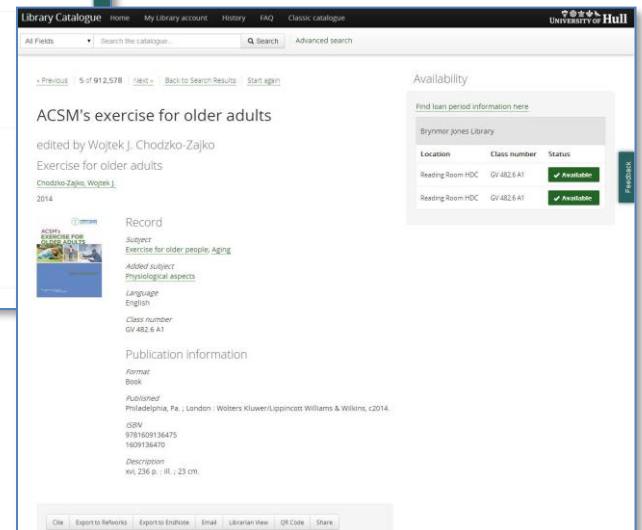 Library Catalogue Home My Library account History FAQ Classic catalogue
UNIVERSITY OF Hull
All Fields Search the catalogue... Search Advanced search
« Previous 5 of 912,578 Next » Back to Search Results Start again
ACSM's exercise for older adults
edited by Wojtek J. Chodzko-Zajko
Exercise for older adults
Chodzko-Zajko, Wojtek J.
2014
ACSM's
EXERCISE FOR
OLDER ADULTS
Record
Subject
Exercise for older people, Aging
Added subject
Physiological aspects
Language
English
Class number
GV 482.6 A1
Publication information
Format
Book
Published
Philadelphia, Pa. ; London : Wolters Kluwer/Lippincott Williams & Wilkins, c2014.
ISBN
9781609136475
1609136470
Description
xvi, 236 p. : ill. ; 23 cm.
Cite Export to RefWorks Export to EndNote Email Librarian View QR Code Share
Availability
Find loan period information here
Brynmor Jones Library
Location Class number Status
Reading Room HDC GV 482.6 A1 Available
Reading Room HDC GV 482.6 A1 Available
Feedback